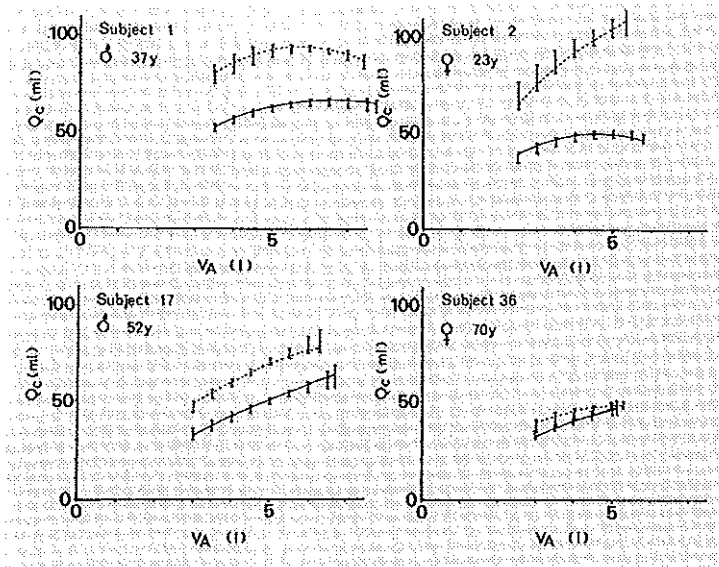 Subject 1
♂ 37y
100
50
0
Qc (ml)
0
5
VA (l)
Subject 2
♀ 23y
100
50
0
Qc (ml)
0
5
VA (l)
Subject 17
♂ 52y
100
50
0
Qc (ml)
0
5
VA (l)
Subject 36
♀ 70y
100
50
0
Qc (ml)
0
5
VA (l)